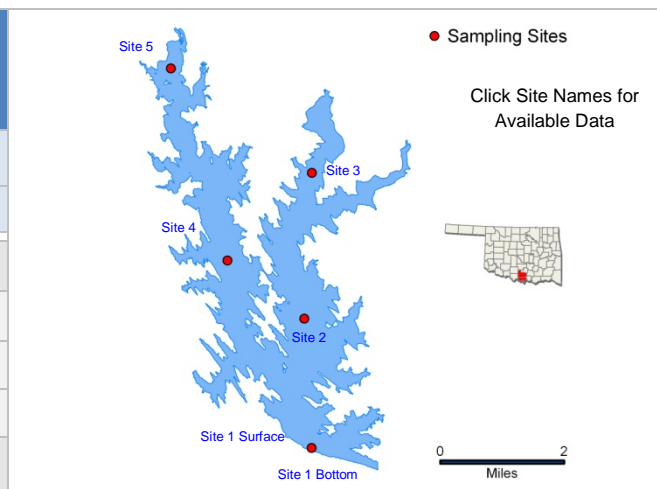 Site 5
Sampling Sites
Click Site Names for
Available Data
Site 3
Site 4
Site 2
Site 1 Surface
Site 1 Bottom
0 2
Miles